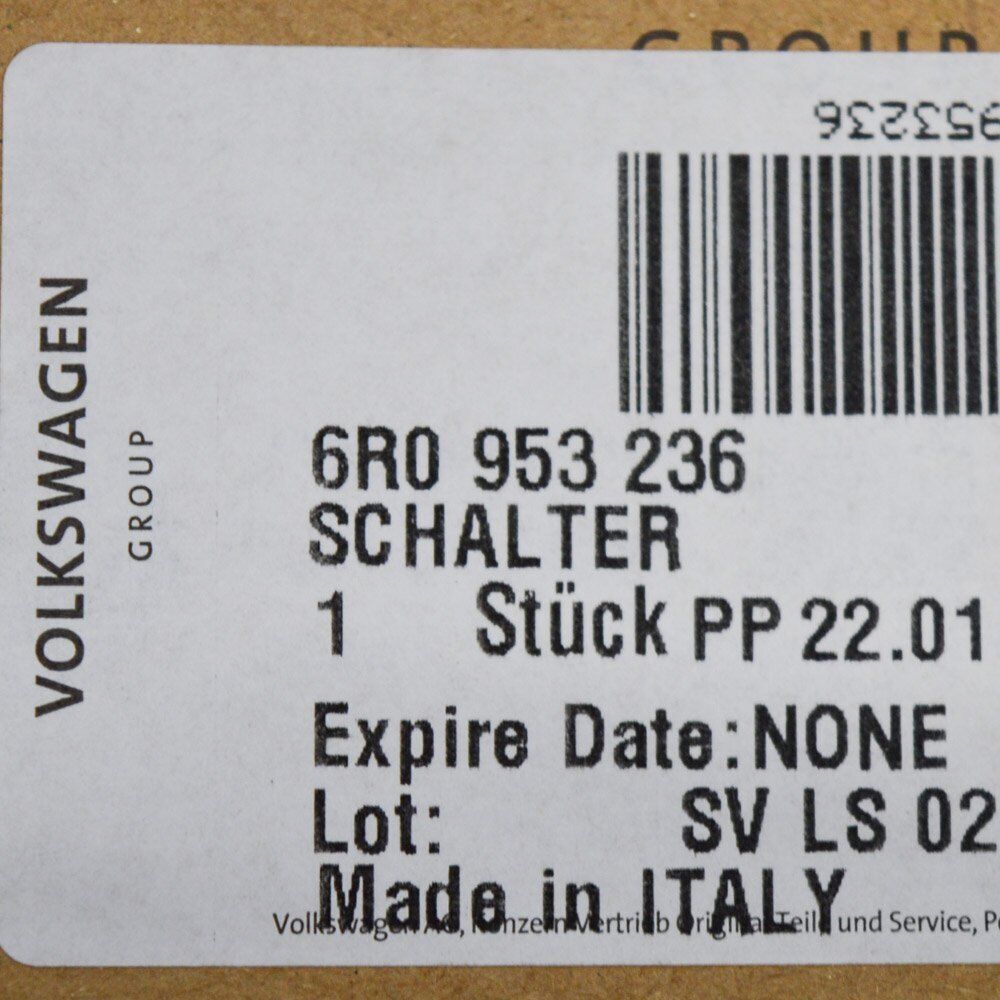 GROUP
953236
VOLKSWAGEN
GROUP
6R0 953 236
SCHALTER
1 Stück PP 22.01
Expire Date:NONE
Lot: SV LS 02
Made in ITALY
Volkswagen AG, Konzern Vertrieb Original Teile und Service,